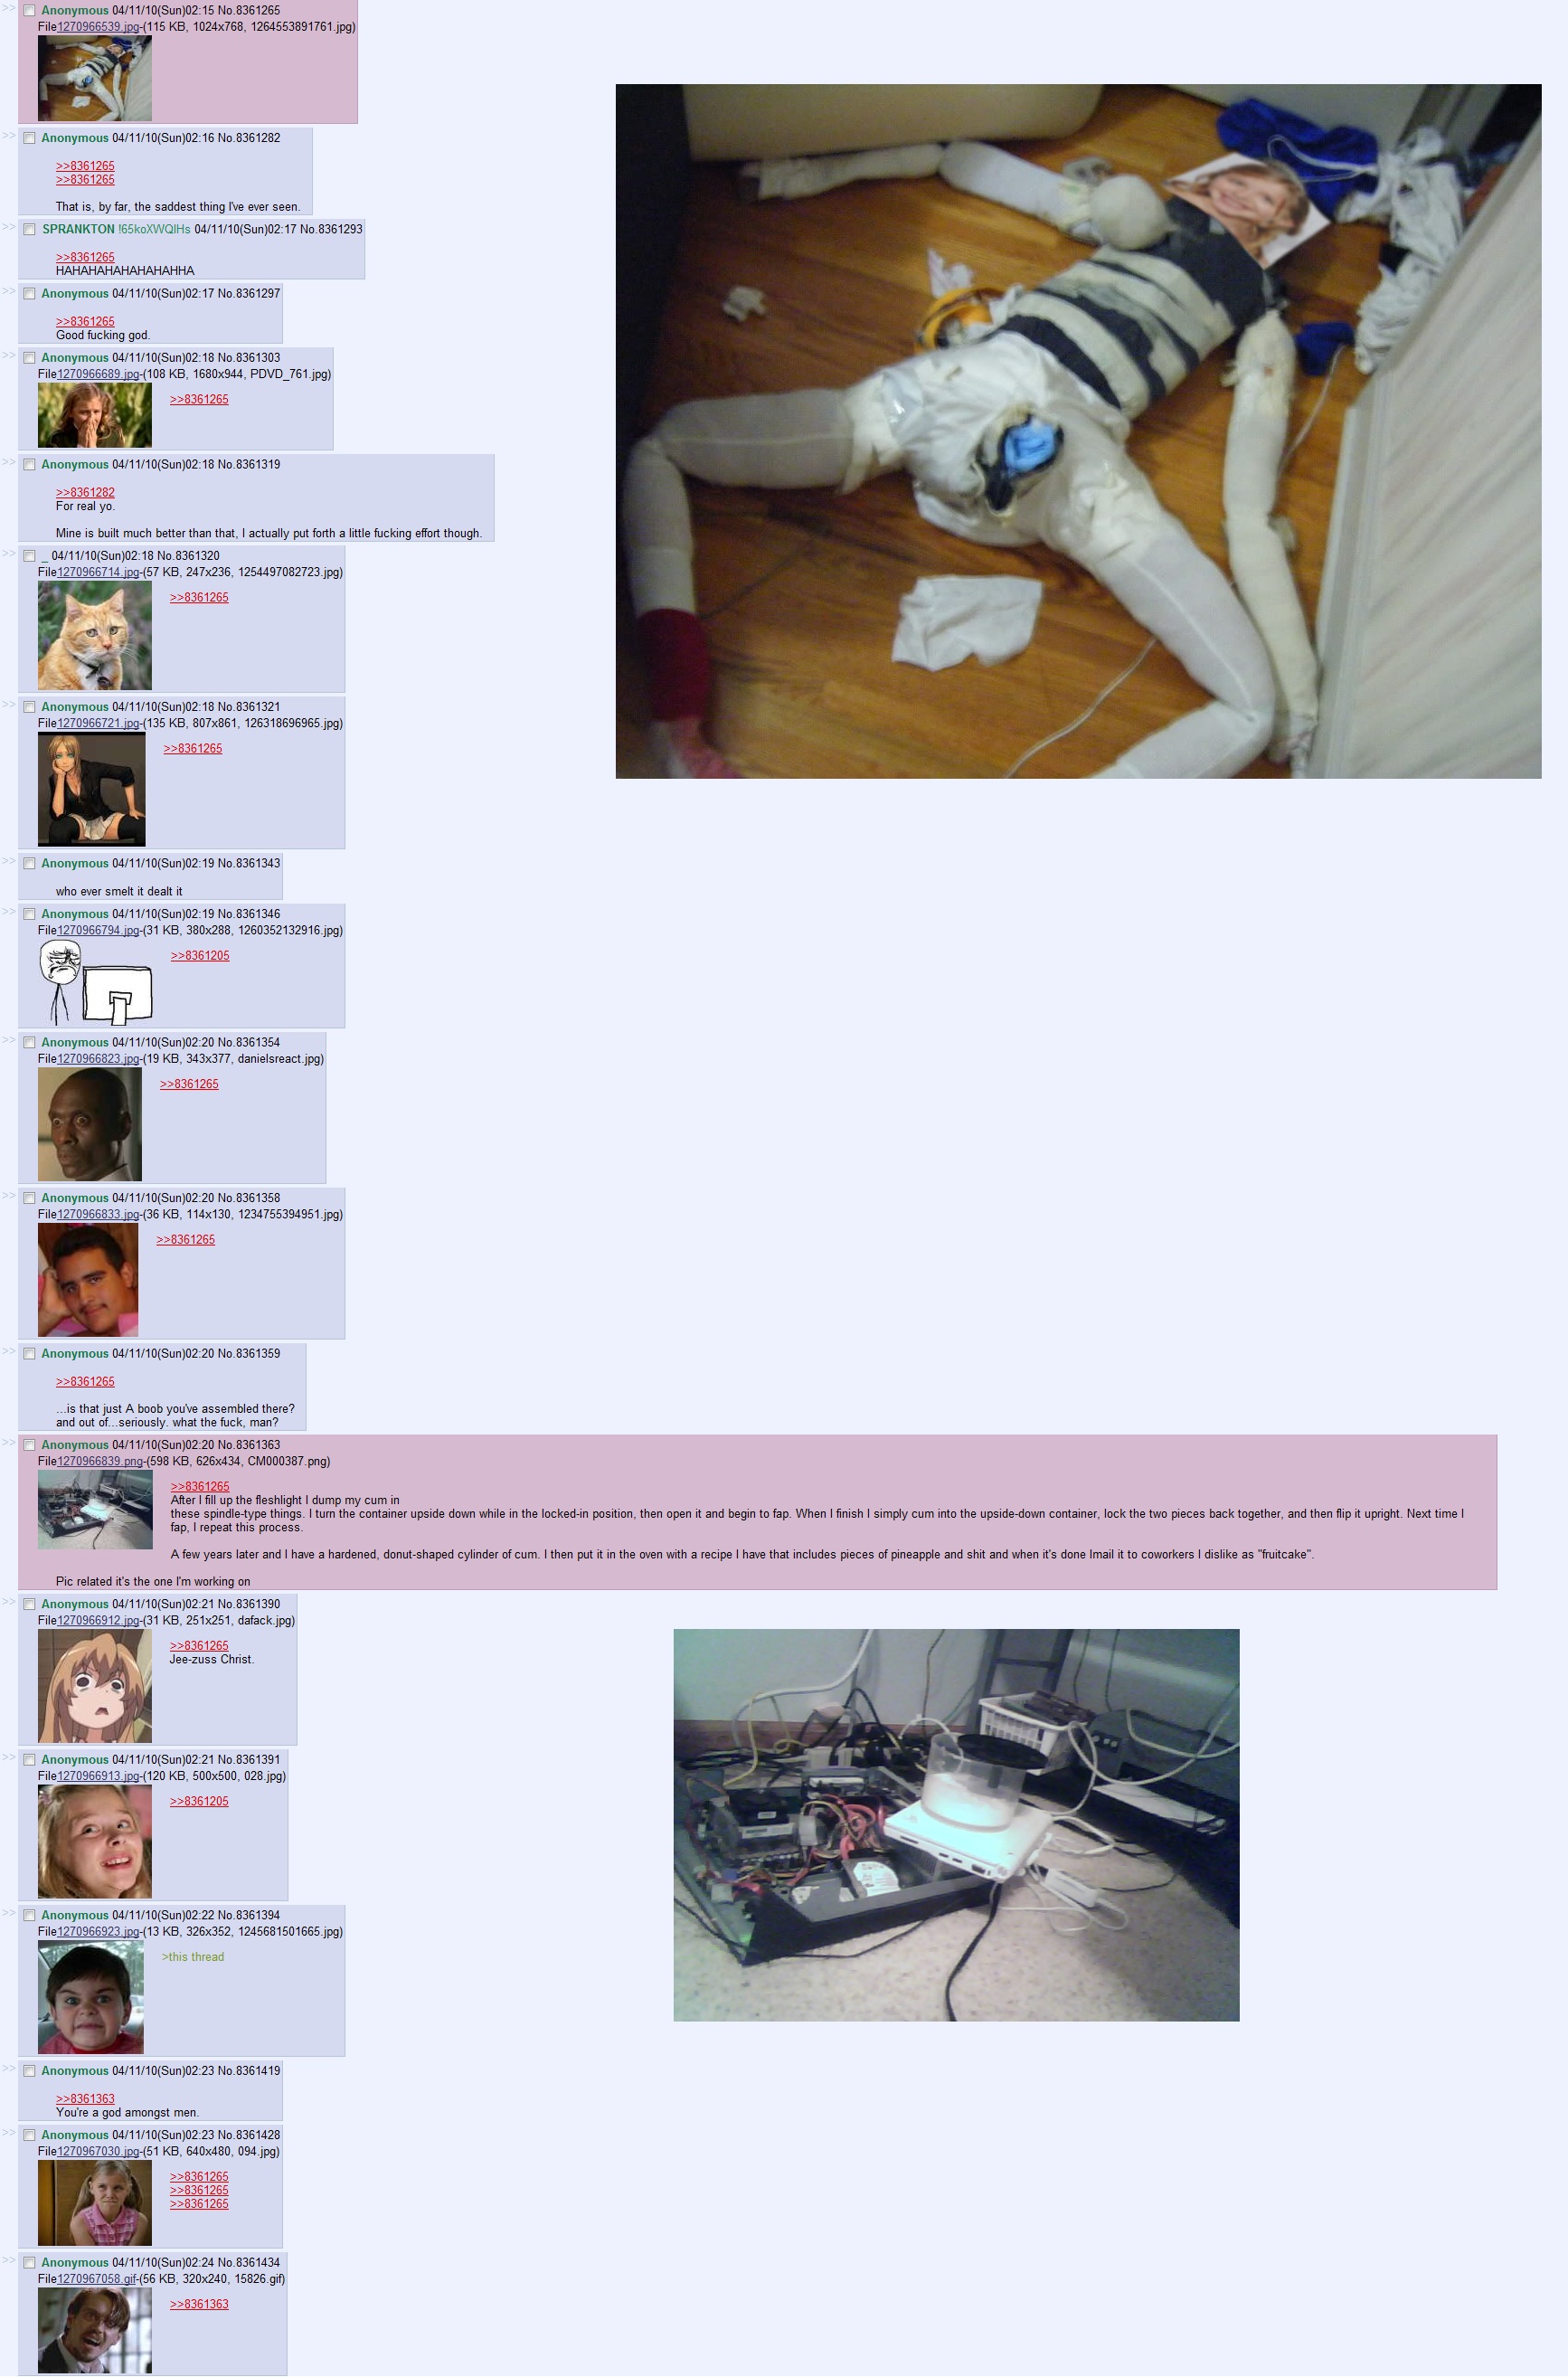 >> Anonymous 04/11/10(Sun)02:15 No.8361265
File1270966539.jpg-(115 KB, 1024x768, 1264553891761.jpg)
>> Anonymous 04/11/10(Sun)02:16 No.8361282
>>8361265
>>8361265
That is, by far, the saddest thing I've ever seen.
>> SPRANKTON !65koXWQlHs 04/11/10(Sun)02:17 No.8361293
>>8361265
HAHAHAHAHAHAHAHHA
>> Anonymous 04/11/10(Sun)02:17 No.8361297
>>8361265
Good fucking god.
>> Anonymous 04/11/10(Sun)02:18 No.8361303
File1270966689.jpg-(108 KB, 1680x944, PDVD_761.jpg)
>>8361265
>> Anonymous 04/11/10(Sun)02:18 No.8361319
>>8361282
For real yo.
Mine is built much better than that, I actually put forth a little fucking effort though.
>> _ 04/11/10(Sun)02:18 No.8361320
File1270966714.jpg-(57 KB, 247x236, 1254497082723.jpg)
>>8361265
>> Anonymous 04/11/10(Sun)02:18 No.8361321
File1270966721.jpg-(135 KB, 807x861, 126318696965.jpg)
>>8361265
>> Anonymous 04/11/10(Sun)02:19 No.8361343
who ever smelt it dealt it
>> Anonymous 04/11/10(Sun)02:19 No.8361346
File1270966794.jpg-(31 KB, 380x288, 1260352132916.jpg)
>>8361205
>> Anonymous 04/11/10(Sun)02:20 No.8361354
File1270966823.jpg-(19 KB, 343x377, danielsreact.jpg)
>>8361265
>> Anonymous 04/11/10(Sun)02:20 No.8361358
File1270966833.jpg-(36 KB, 114x130, 1234755394951.jpg)
>>8361265
>> Anonymous 04/11/10(Sun)02:20 No.8361359
>>8361265
...is that just A boob you've assembled there?
and out of...seriously. what the fuck, man?
>> Anonymous 04/11/10(Sun)02:20 No.8361363
File1270966839.png-(598 KB, 626x434, CM000387.png)
>>8361265
After I fill up the fleshlight I dump my cum in
these spindle-type things. I turn the container upside down while in the locked-in position, then open it and begin to fap. When I finish I simply cum into the upside-down container, lock the two pieces back together, and then flip it upright. Next time I
fap, I repeat this process.
A few years later and I have a hardened, donut-shaped cylinder of cum. I then put it in the oven with a recipe I have that includes pieces of pineapple and shit and when it's done Imail it to coworkers I dislike as "fruitcake".
Pic related it's the one I'm working on
>> Anonymous 04/11/10(Sun)02:21 No.8361390
File1270966912.jpg-(31 KB, 251x251, dafack.jpg)
>>8361265
Jee-zuss Christ.
>> Anonymous 04/11/10(Sun)02:21 No.8361391
File1270966913.jpg-(120 KB, 500x500, 028.jpg)
>>8361205
>> Anonymous 04/11/10(Sun)02:22 No.8361394
File1270966923.jpg-(13 KB, 326x352, 1245681501665.jpg)
>this thread
>> Anonymous 04/11/10(Sun)02:23 No.8361419
>>8361363
You're a god amongst men.
>> Anonymous 04/11/10(Sun)02:23 No.8361428
File1270967030.jpg-(51 KB, 640x480, 094.jpg)
>>8361265
>>8361265
>>8361265
>> Anonymous 04/11/10(Sun)02:24 No.8361434
File1270967058.gif-(56 KB, 320x240, 15826.gif)
>>8361363